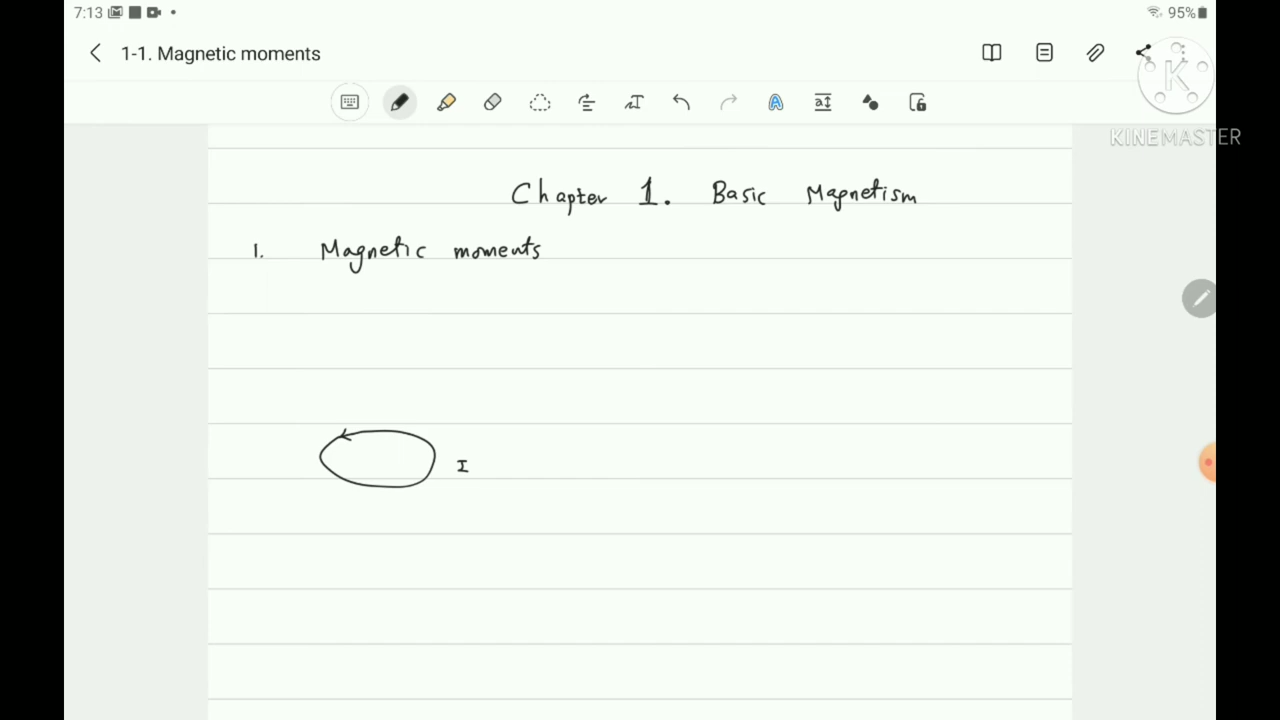 7:13
95%
1-1. Magnetic moments
K
KINEMASTER
Chapter 1. Basic Magnetism
1. Magnetic moments
I